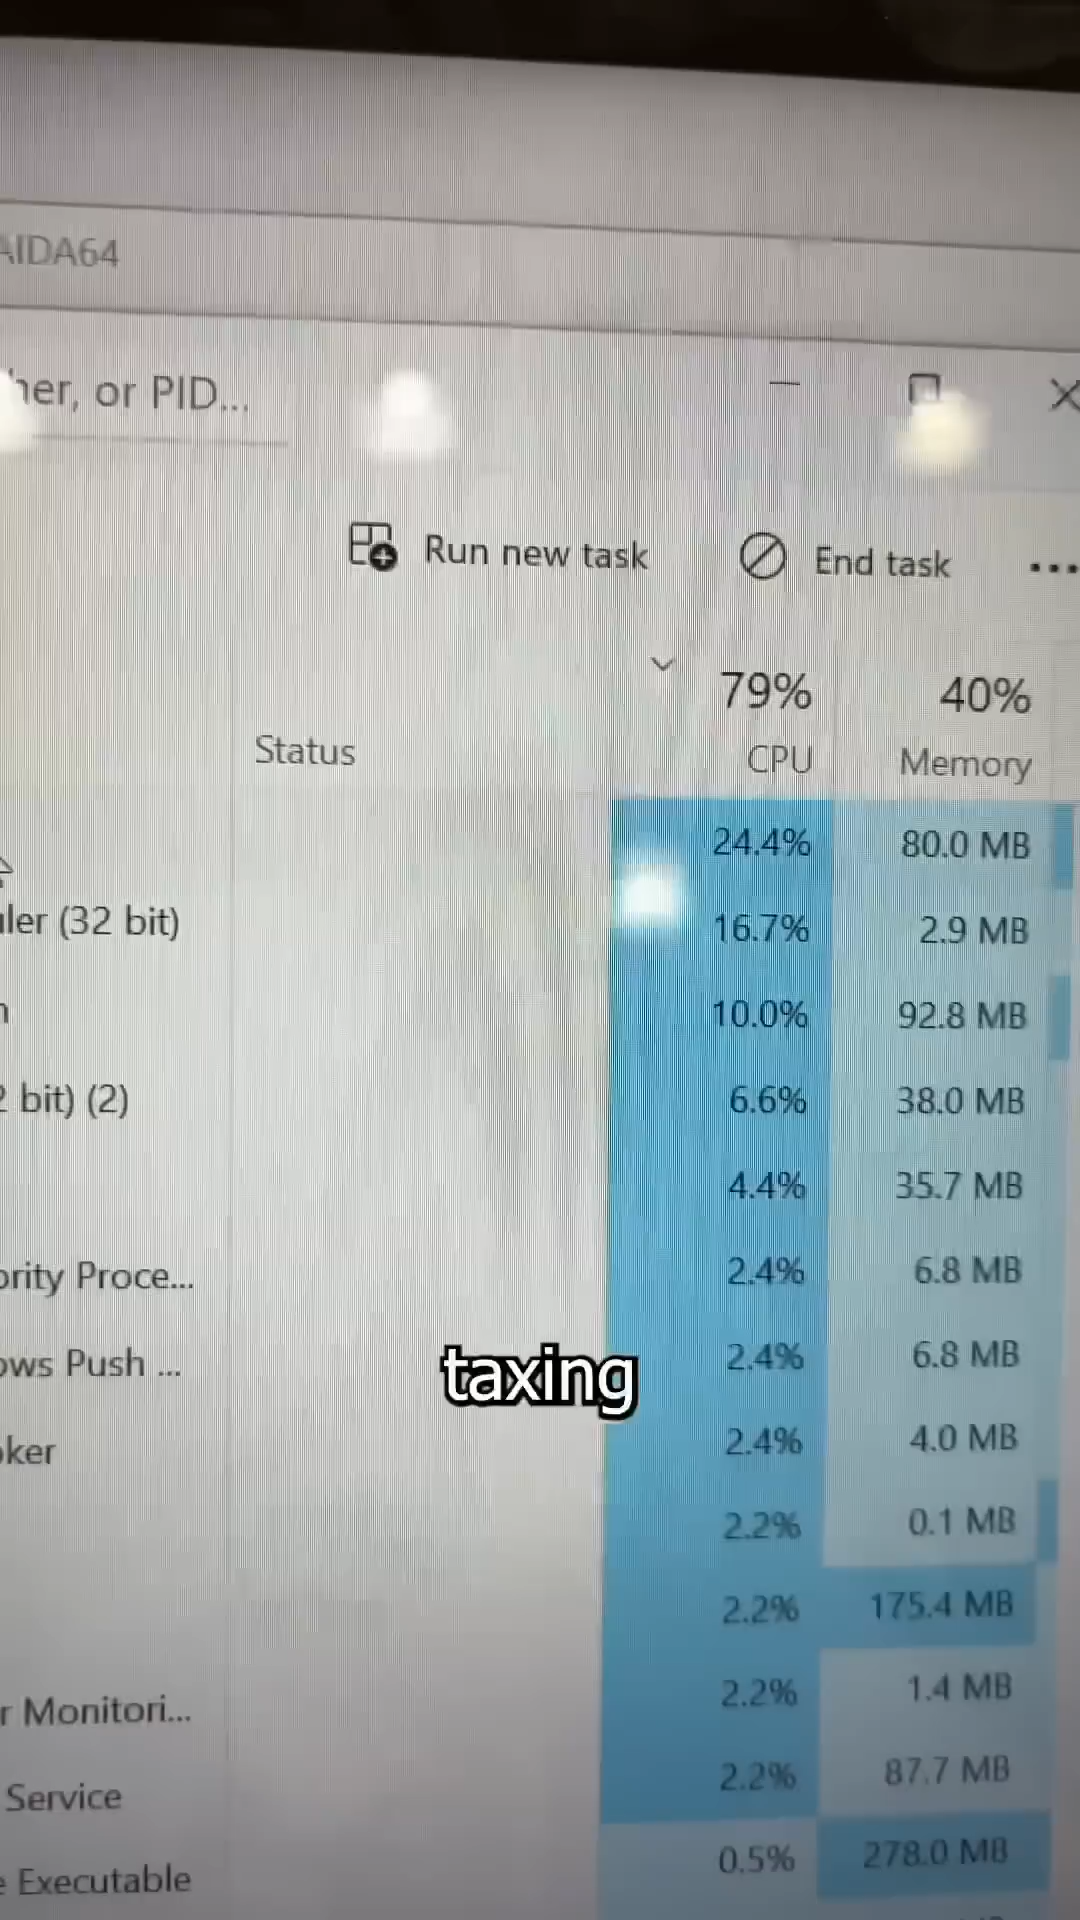 AIDA64
her, or PID...
Run new task
End task
79%
40%
Status
CPU
Memory
24.4%
80.0 MB
ler (32 bit)
16.7%
2.9 MB
10.0%
92.8 MB
bit) (2)
6.6%
38.0 MB
4.4%
35.7 MB
ority Proce...
2.4%
6.8 MB
ows Push ...
taxing
2.4%
6.8 MB
oker
2.4%
4.0 MB
2.2%
0.1 MB
2.2%
175.4 MB
r Monitori...
2.2%
1.4 MB
Service
2.2%
87.7 MB
e Executable
0.5%
278.0 MB